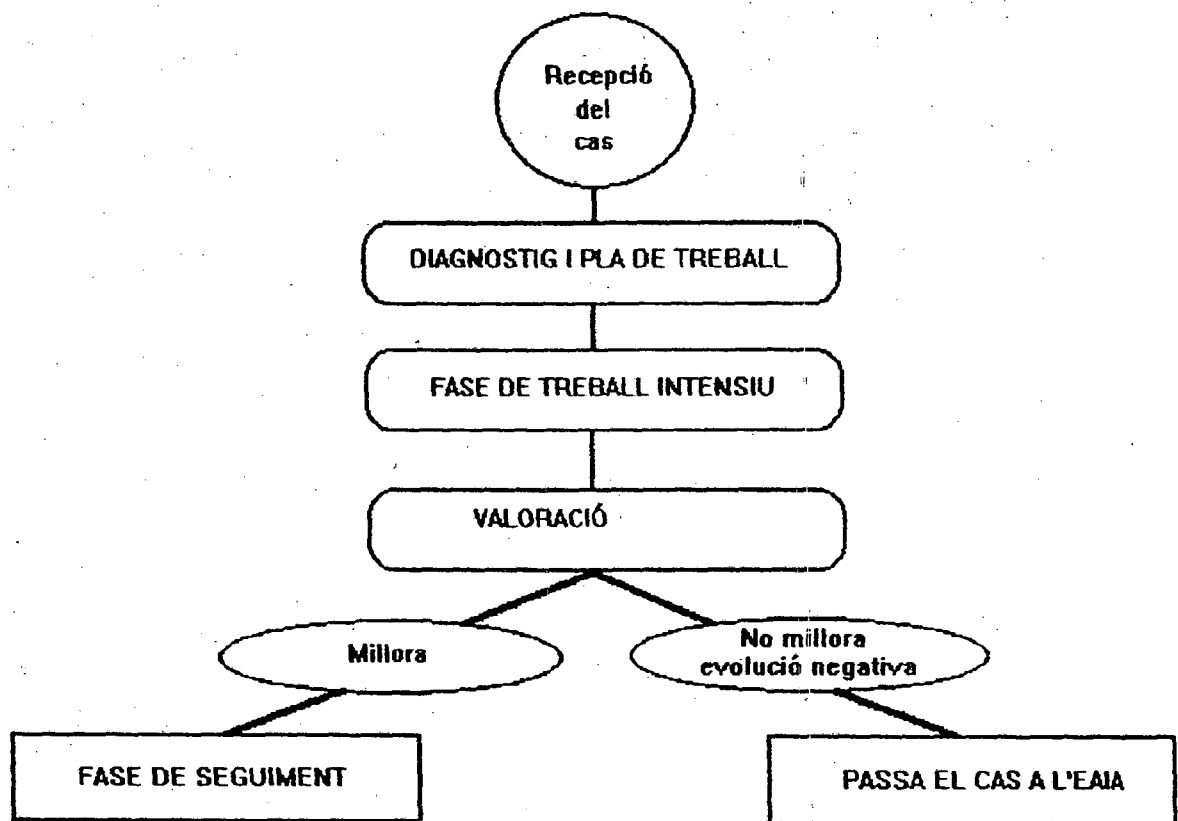 Recepció
del
cas
DIAGNOSTIG I PLA DE TREBALL
FASE DE TREBALL INTENSIU
VALORACIÓ
Millora
No millora
evolució negativa
FASE DE SEGUIMENT
PASSA EL CAS A L'EAIA